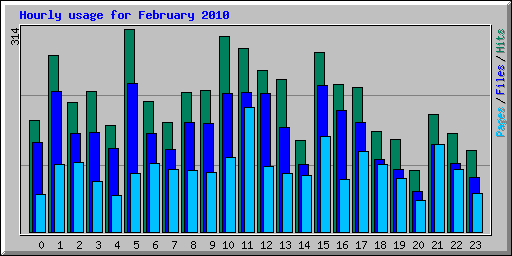 Hourly usage for February 2010
314
Pages / Files / Hits
0 1 2 3 4 5 6 7 8 9 10 11 12 13 14 15 16 17 18 19 20 21 22 23